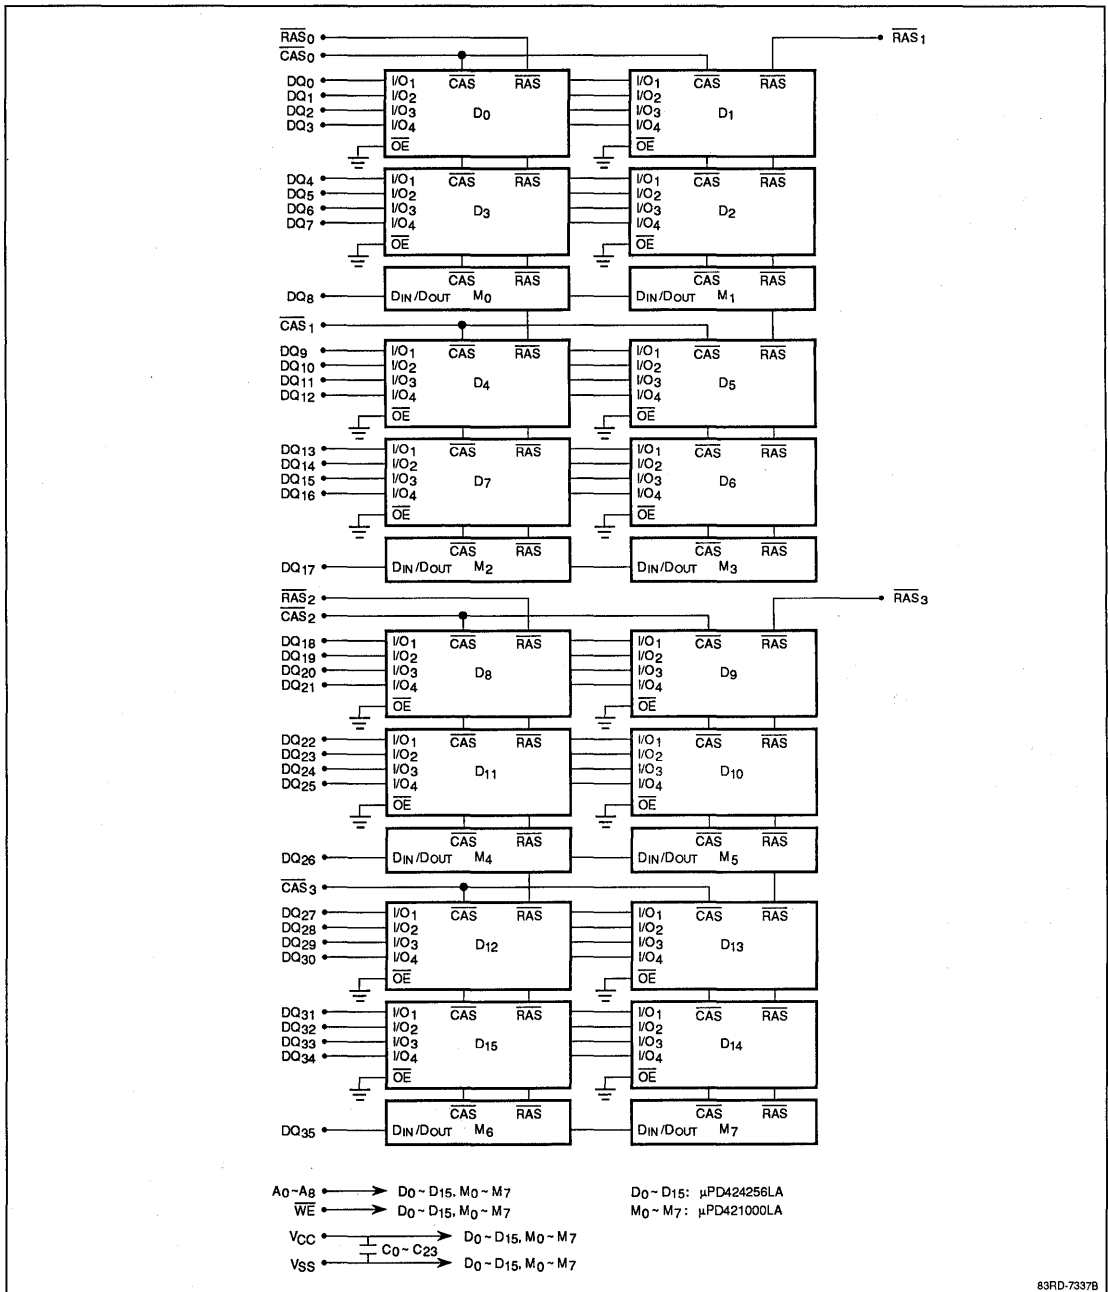 RAS0 RAS1
CAS0
DQ0 I/O1 CAS RAS I/O1 CAS RAS
DQ1 I/O2 I/O2
DQ2 I/O3 D0 I/O3 D1
DQ3 I/O4 I/O4
OE OE
DQ4 I/O1 CAS RAS I/O1 CAS RAS
DQ5 I/O2 I/O2
DQ6 I/O3 D3 I/O3 D2
DQ7 I/O4 I/O4
OE OE
CAS RAS CAS RAS
DQ8 DIN/DOUT M0 DIN/DOUT M1
CAS1
DQ9 I/O1 CAS RAS I/O1 CAS RAS
DQ10 I/O2 I/O2
DQ11 I/O3 D4 I/O3 D5
DQ12 I/O4 I/O4
OE OE
DQ13 I/O1 CAS RAS I/O1 CAS RAS
DQ14 I/O2 I/O2
DQ15 I/O3 D7 I/O3 D6
DQ16 I/O4 I/O4
OE OE
CAS RAS CAS RAS
DQ17 DIN/DOUT M2 DIN/DOUT M3
RAS2 RAS3
CAS2
DQ18 I/O1 CAS RAS I/O1 CAS RAS
DQ19 I/O2 I/O2
DQ20 I/O3 D8 I/O3 D9
DQ21 I/O4 I/O4
OE OE
DQ22 I/O1 CAS RAS I/O1 CAS RAS
DQ23 I/O2 I/O2
DQ24 I/O3 D11 I/O3 D10
DQ25 I/O4 I/O4
OE OE
CAS RAS CAS RAS
DQ26 DIN/DOUT M4 DIN/DOUT M5
CAS3
DQ27 I/O1 CAS RAS I/O1 CAS RAS
DQ28 I/O2 I/O2
DQ29 I/O3 D12 I/O3 D13
DQ30 I/O4 I/O4
OE OE
DQ31 I/O1 CAS RAS I/O1 CAS RAS
DQ32 I/O2 I/O2
DQ33 I/O3 D15 I/O3 D14
DQ34 I/O4 I/O4
OE OE
CAS RAS CAS RAS
DQ35 DIN/DOUT M6 DIN/DOUT M7
A0~A8 D0~D15, M0~M7 D0~D15: μPD424256LA
WE D0~D15, M0~M7 M0~M7: μPD421000LA
VCC D0~D15, M0~M7
C0~C23
VSS D0~D15, M0~M7
83RD-7337B